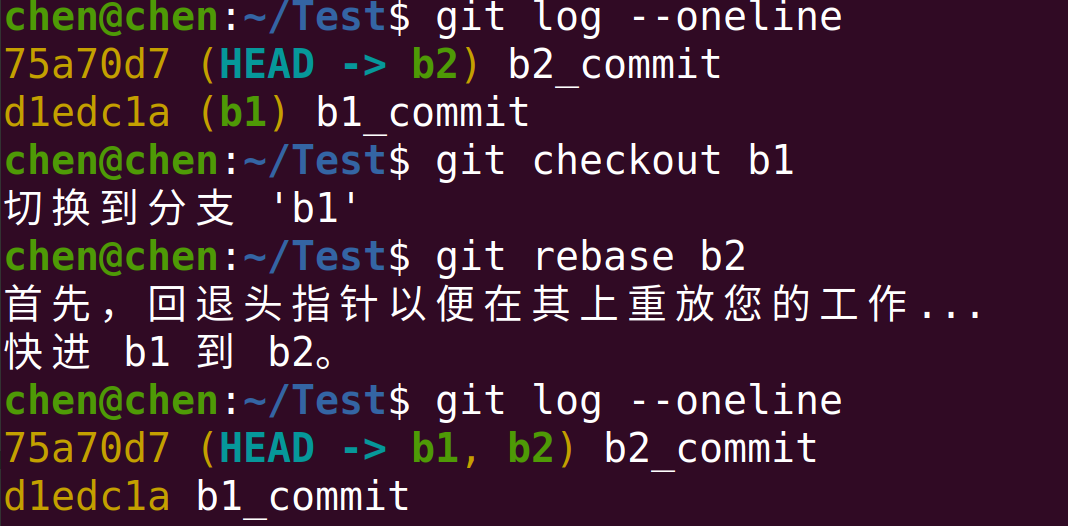 chen@chen:~/Test$ git log --oneline
75a70d7 (HEAD -> b2) b2_commit
d1edc1a (b1) b1_commit
chen@chen:~/Test$ git checkout b1
切换到分支 'b1'
chen@chen:~/Test$ git rebase b2
首先，回退头指针以便在其上重放您的工作...
快进 b1 到 b2。
chen@chen:~/Test$ git log --oneline
75a70d7 (HEAD -> b1, b2) b2_commit
d1edc1a b1_commit